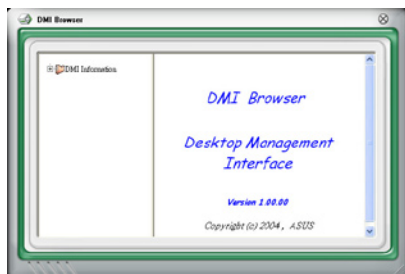 DMI Browser
DMI Information
DMI Browser
Desktop Management
Interface
Version 1.00.00
Copyright (c) 2004, ASUS